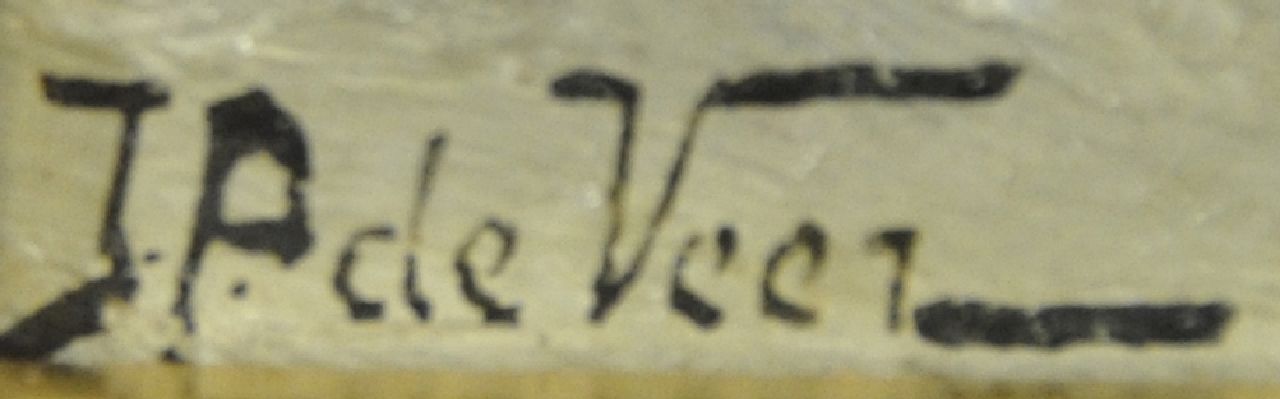 J.P. de Veer